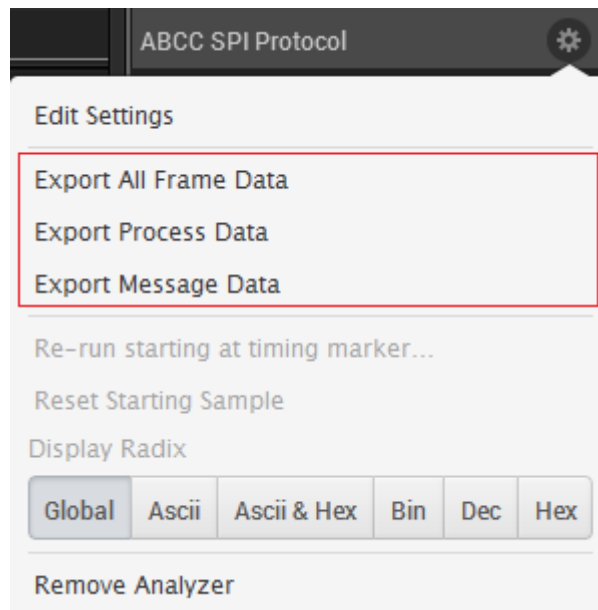 ABCC SPI Protocol
Edit Settings
Export All Frame Data
Export Process Data
Export Message Data
Re-run starting at timing marker...
Reset Starting Sample
Display Radix
Global Ascii Ascii & Hex Bin Dec Hex
Remove Analyzer